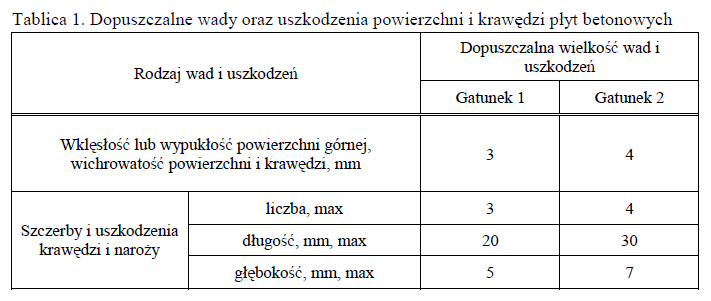 Tablica 1. Dopuszczalne wady oraz uszkodzenia powierzchni i krawędzi płyt betonowych
Rodzaj wad i uszkodzeń
Dopuszczalna wielkość wad i
uszkodzeń
Gatunek 1
Gatunek 2
Wklęsłość lub wypukłość powierzchni górnej,
wichrowatość powierzchni i krawędzi, mm
3
4
Szczerby i uszkodzenia
krawędzi i naroży
liczba, max
3
4
długość, mm, max
20
30
głębokość, mm, max
5
7